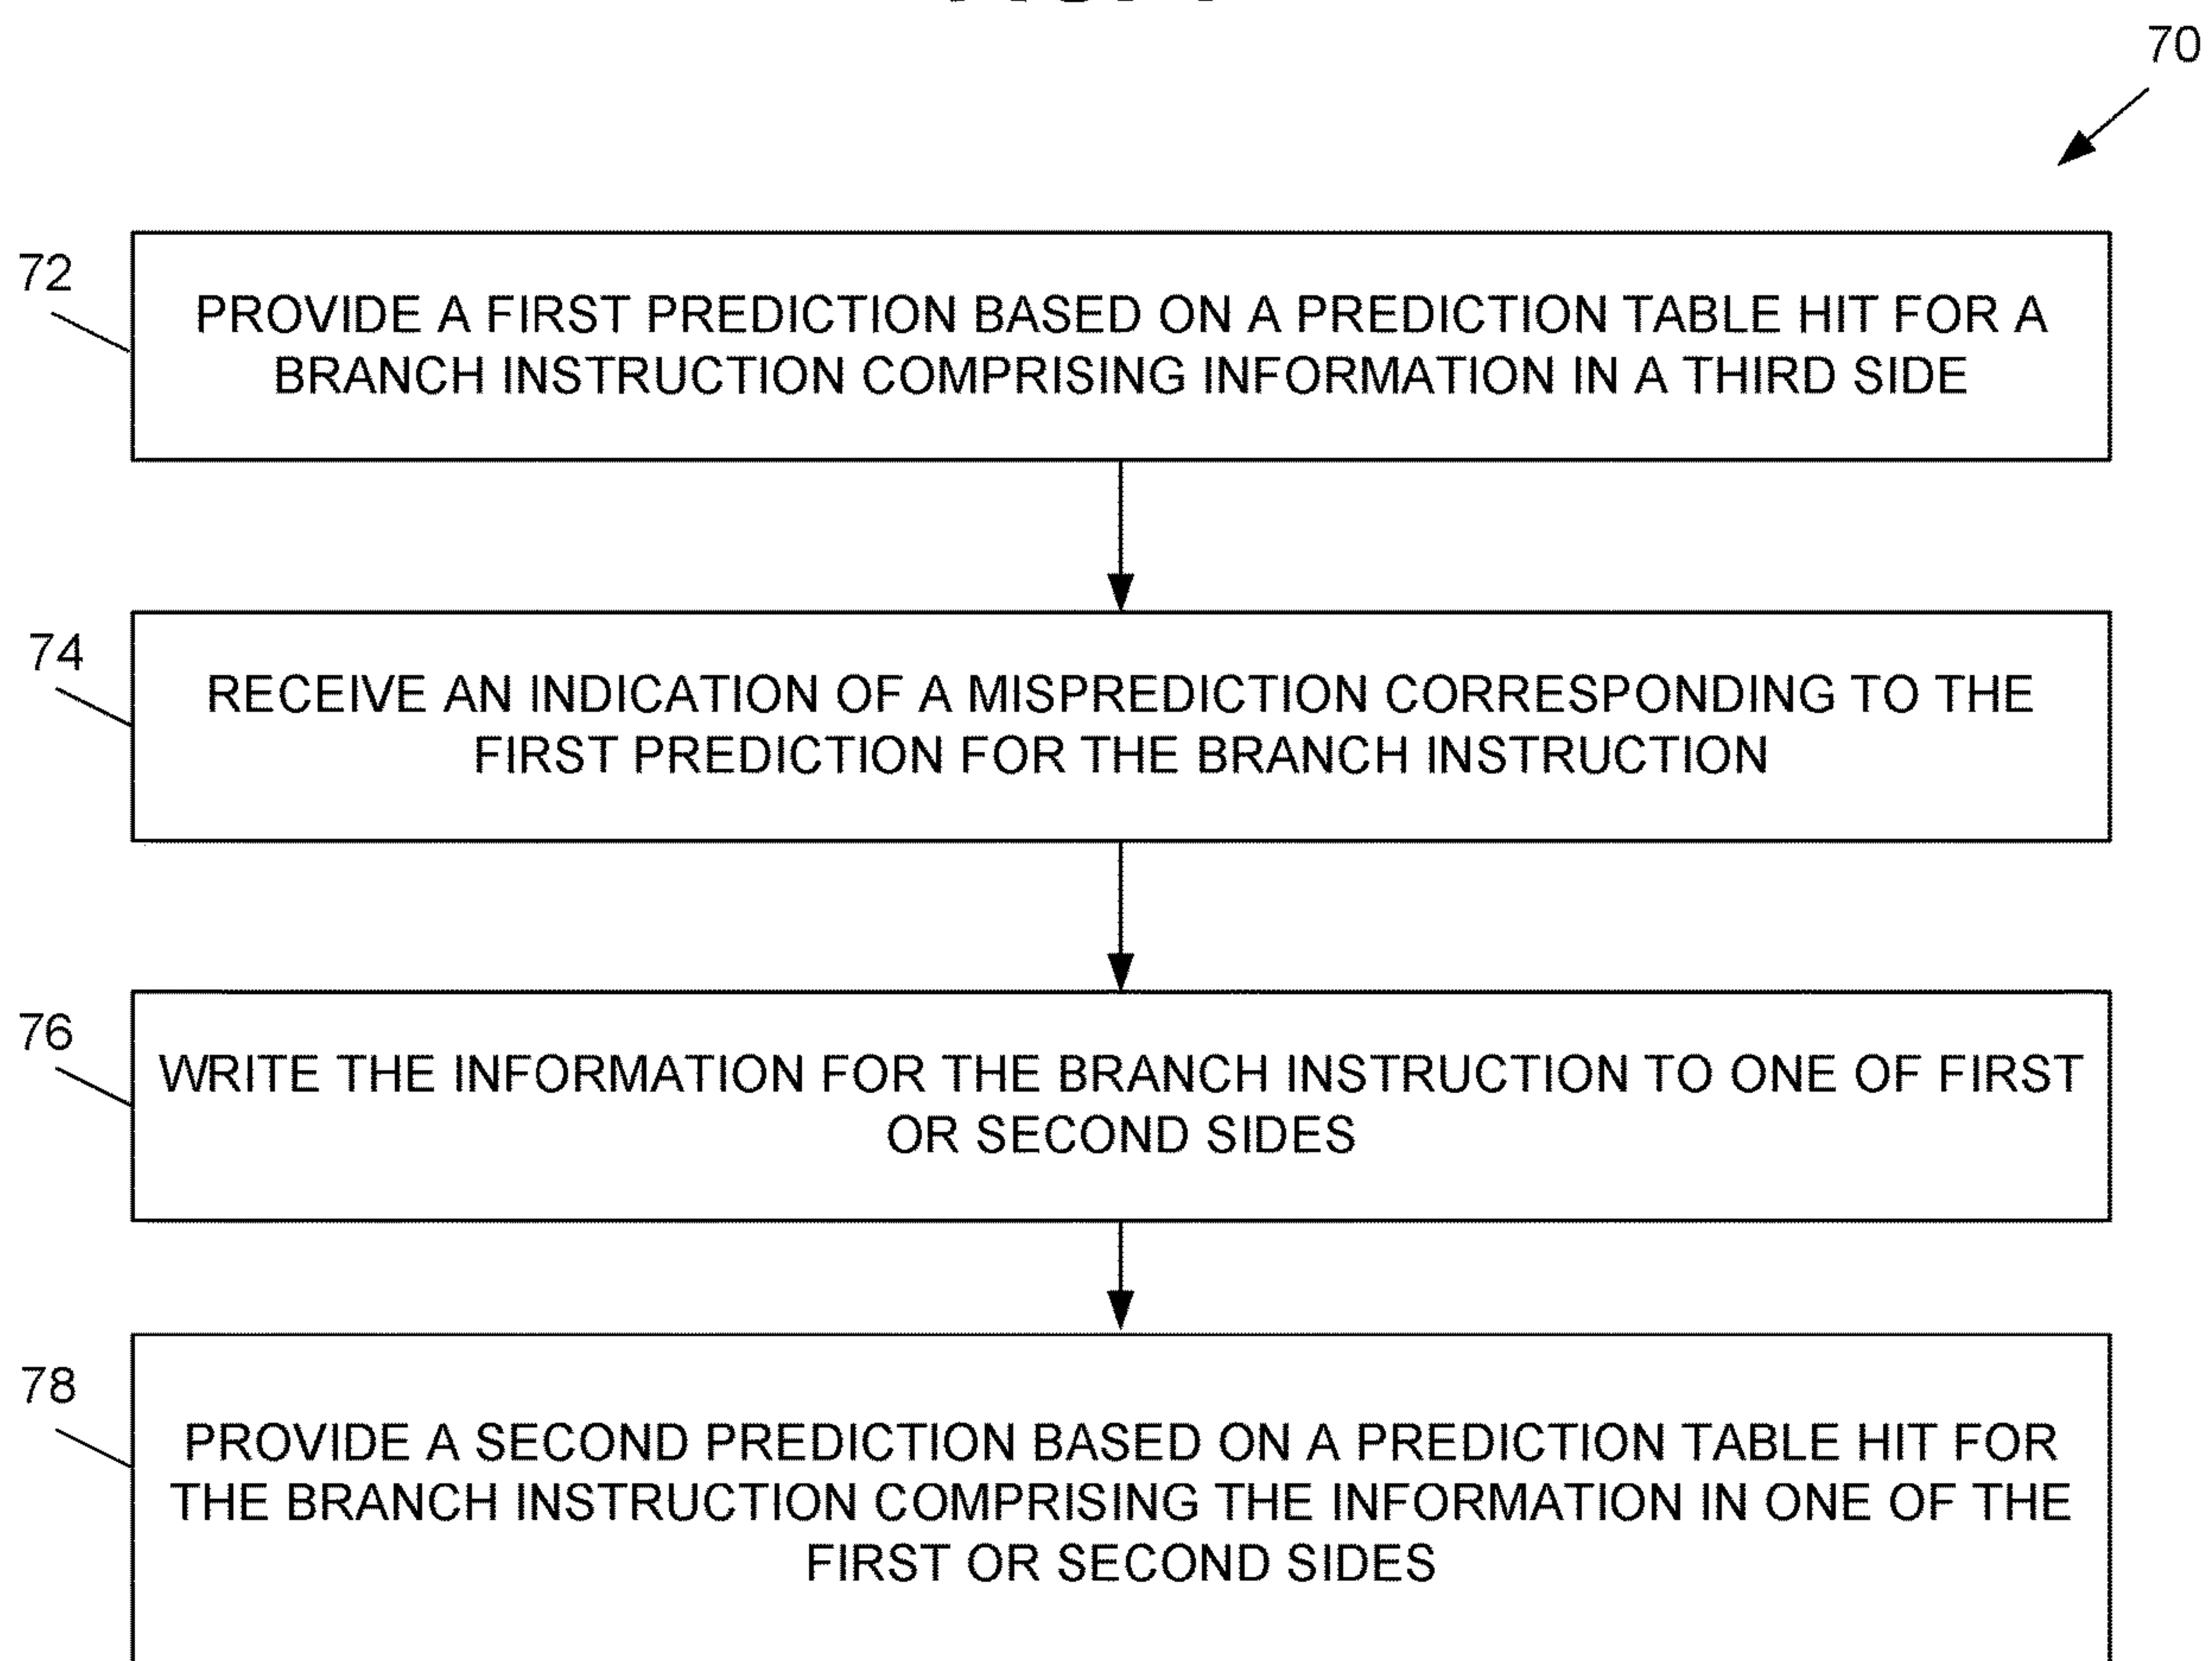 70
72
PROVIDE A FIRST PREDICTION BASED ON A PREDICTION TABLE HIT FOR A
BRANCH INSTRUCTION COMPRISING INFORMATION IN A THIRD SIDE
74
RECEIVE AN INDICATION OF A MISPREDICTION CORRESPONDING TO THE
FIRST PREDICTION FOR THE BRANCH INSTRUCTION
76
WRITE THE INFORMATION FOR THE BRANCH INSTRUCTION TO ONE OF FIRST
OR SECOND SIDES
78
PROVIDE A SECOND PREDICTION BASED ON A PREDICTION TABLE HIT FOR
THE BRANCH INSTRUCTION COMPRISING THE INFORMATION IN ONE OF THE
FIRST OR SECOND SIDES